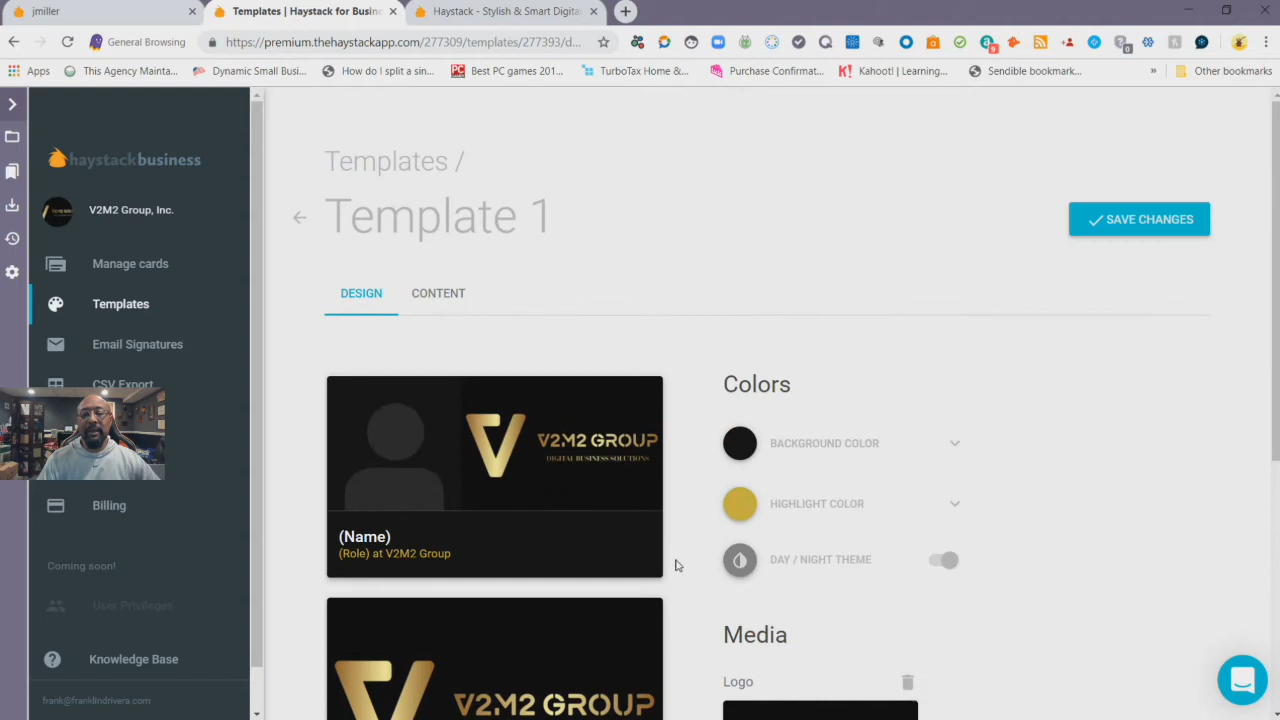 jmiller
Templates | Haystack for Busine
Haystack - Stylish & Smart Digita
General Browsing
https://premium.thehaystackapp.com/277309/templates/277393/d...
Apps
This Agency Mainta...
Dynamic Small Bus...
How do I split a sin...
Best PC games 201...
TurboTax Home &...
Purchase Confirmat...
Kahoot! | Learning...
Sendible bookmark...
»
Other bookmarks
haystackbusiness
V2M2 Group, Inc.
Manage cards
Templates
Email Signatures
CSV Export
Billing
Coming soon!
User Privileges
Knowledge Base
frank@franklindrivera.com
Templates /
Template 1
SAVE CHANGES
DESIGN
CONTENT
V2M2 GROUP
DIGITAL BUSINESS SOLUTIONS
(Name)
(Role) at V2M2 Group
V2M2 GROUP
Colors
BACKGROUND COLOR
HIGHLIGHT COLOR
DAY / NIGHT THEME
Media
Logo